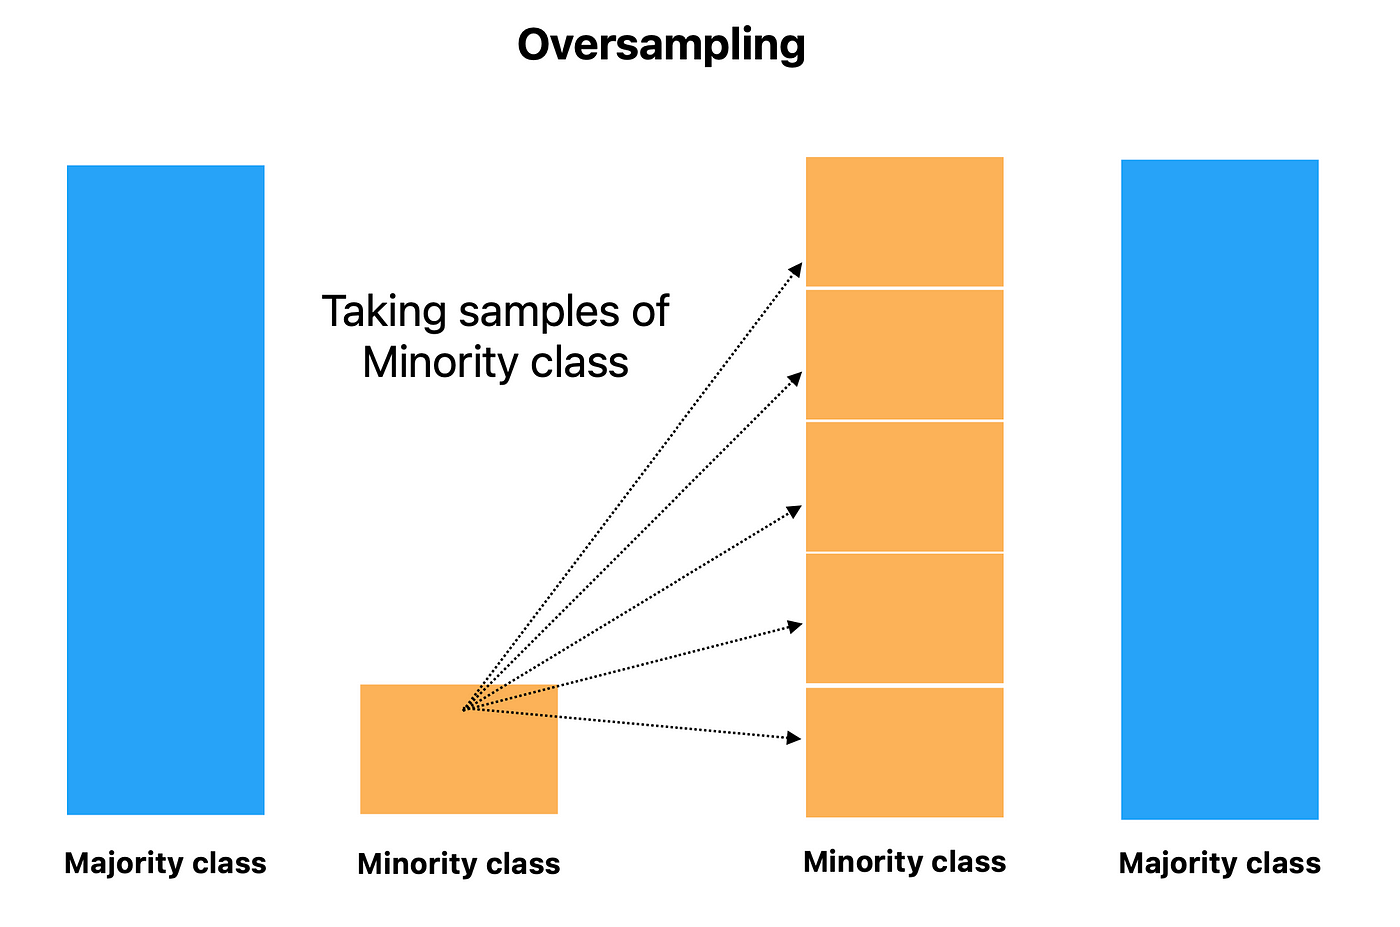 Oversampling
Taking samples of
Minority class
Majority class
Minority class
Minority class
Majority class